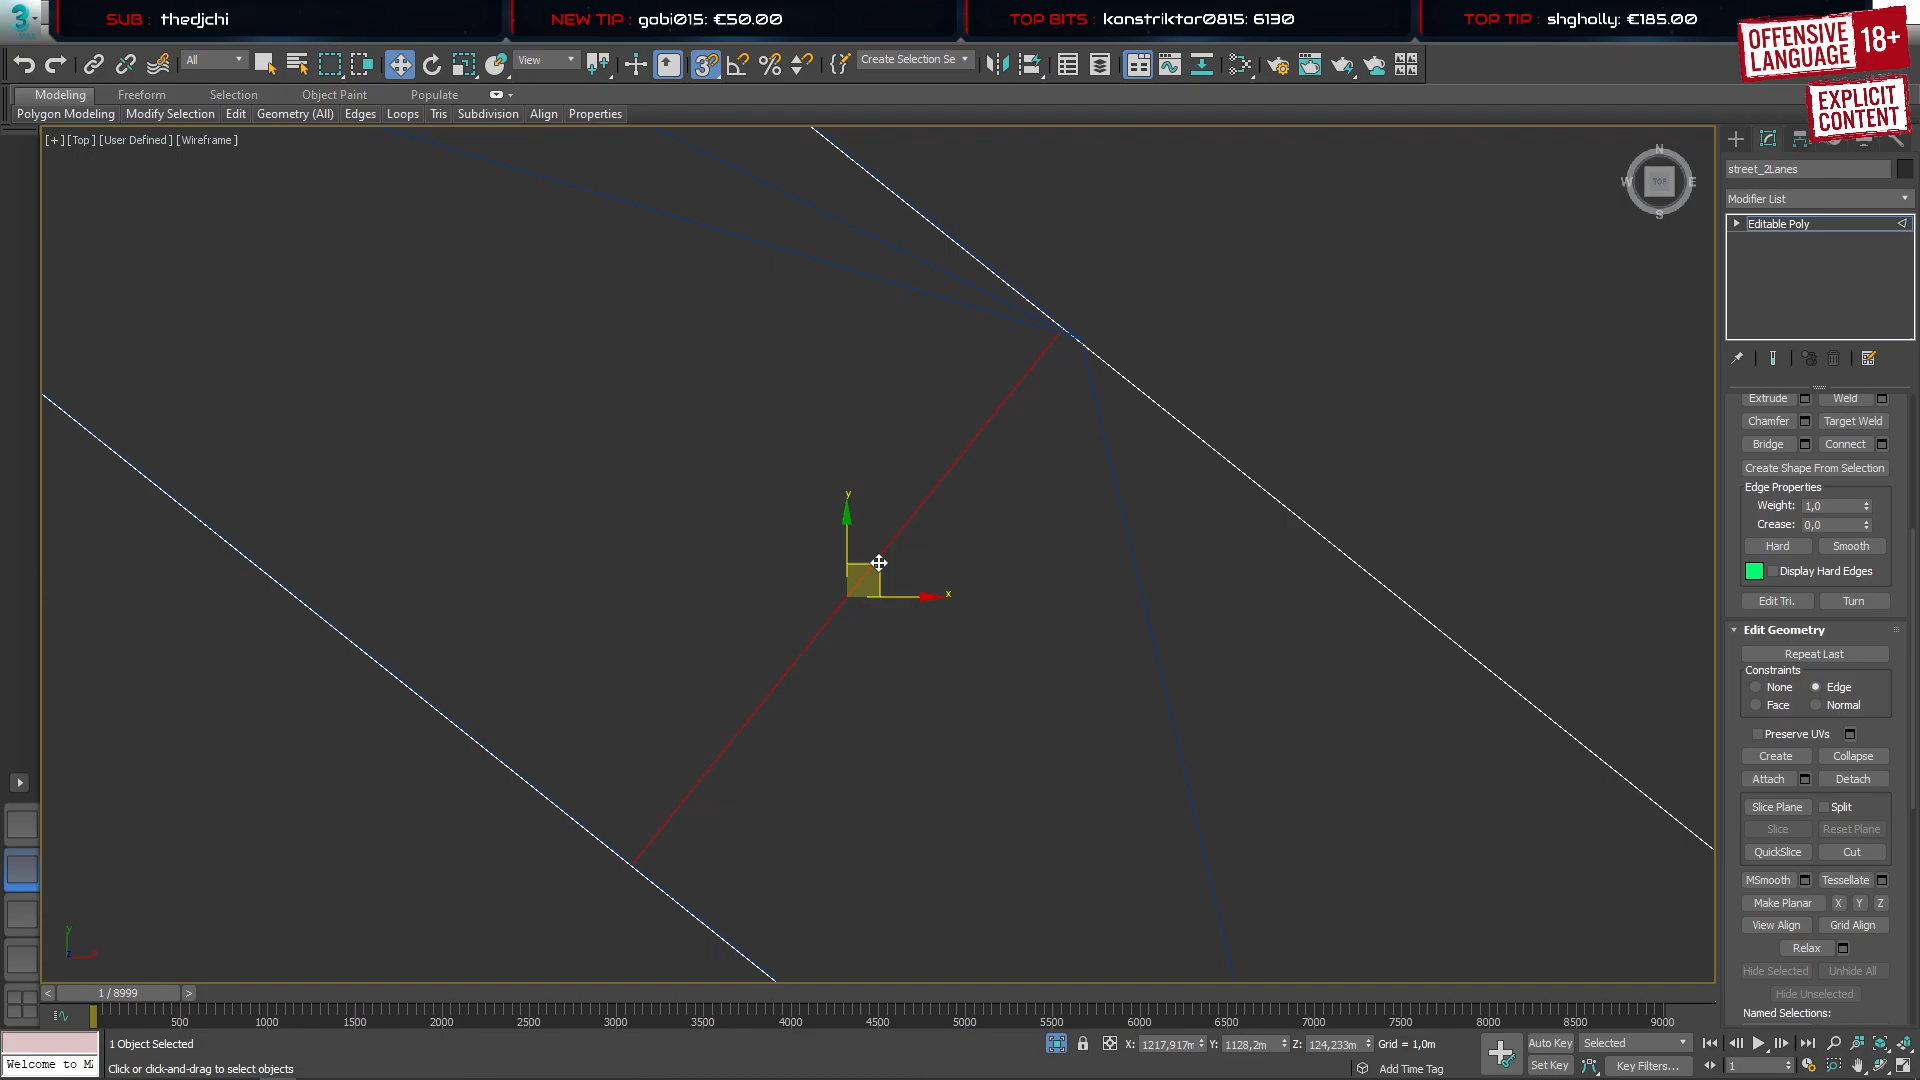 3
MAX
SUB : thedjchi
NEW TIP : gobi015: €50.00
TOP BITS : konstriktor0815: 6130
TOP TIP : shgholly: €185.00
OFFENSIVE
LANGUAGE
18+
EXPLICIT
CONTENT
All
View
Create Selection Se
Modeling
Freeform
Selection
Object Paint
Populate
Polygon Modeling
Modify Selection
Edit
Geometry (All)
Edges
Loops
Tris
Subdivision
Align
Properties
[+] [Top] [User Defined ] [Wireframe ]
N
W
TOP
E
S
y
x
y
street_2Lanes
Modifier List
Editable Poly
Extrude
Weld
Chamfer
Target Weld
Bridge
Connect
Create Shape From Selection
Edge Properties
Weight: 1,0
Crease: 0,0
Hard
Smooth
Display Hard Edges
Edit Tri.
Turn
Edit Geometry
Repeat Last
Constraints
None
Edge
Face
Normal
Preserve UVs
Create
Collapse
Attach
Detach
Slice Plane
Split
Slice
Reset Plane
QuickSlice
Cut
MSmooth
Tessellate
Make Planar
X
Y
Z
View Align
Grid Align
Relax
Hide Selected
Unhide All
Hide Unselected
Named Selections:
<
1 / 8999
>
500
1000
1500
2000
2500
3000
3500
4000
4500
5000
5500
6000
6500
7000
7500
8000
8500
9000
Welcome to M
1 Object Selected
Click or click-and-drag to select objects
X: 1217,917m
Y: 1128,2m
Z: 124,233m
Grid = 1,0m
Add Time Tag
Auto Key
Selected
Set Key
Key Filters...
1